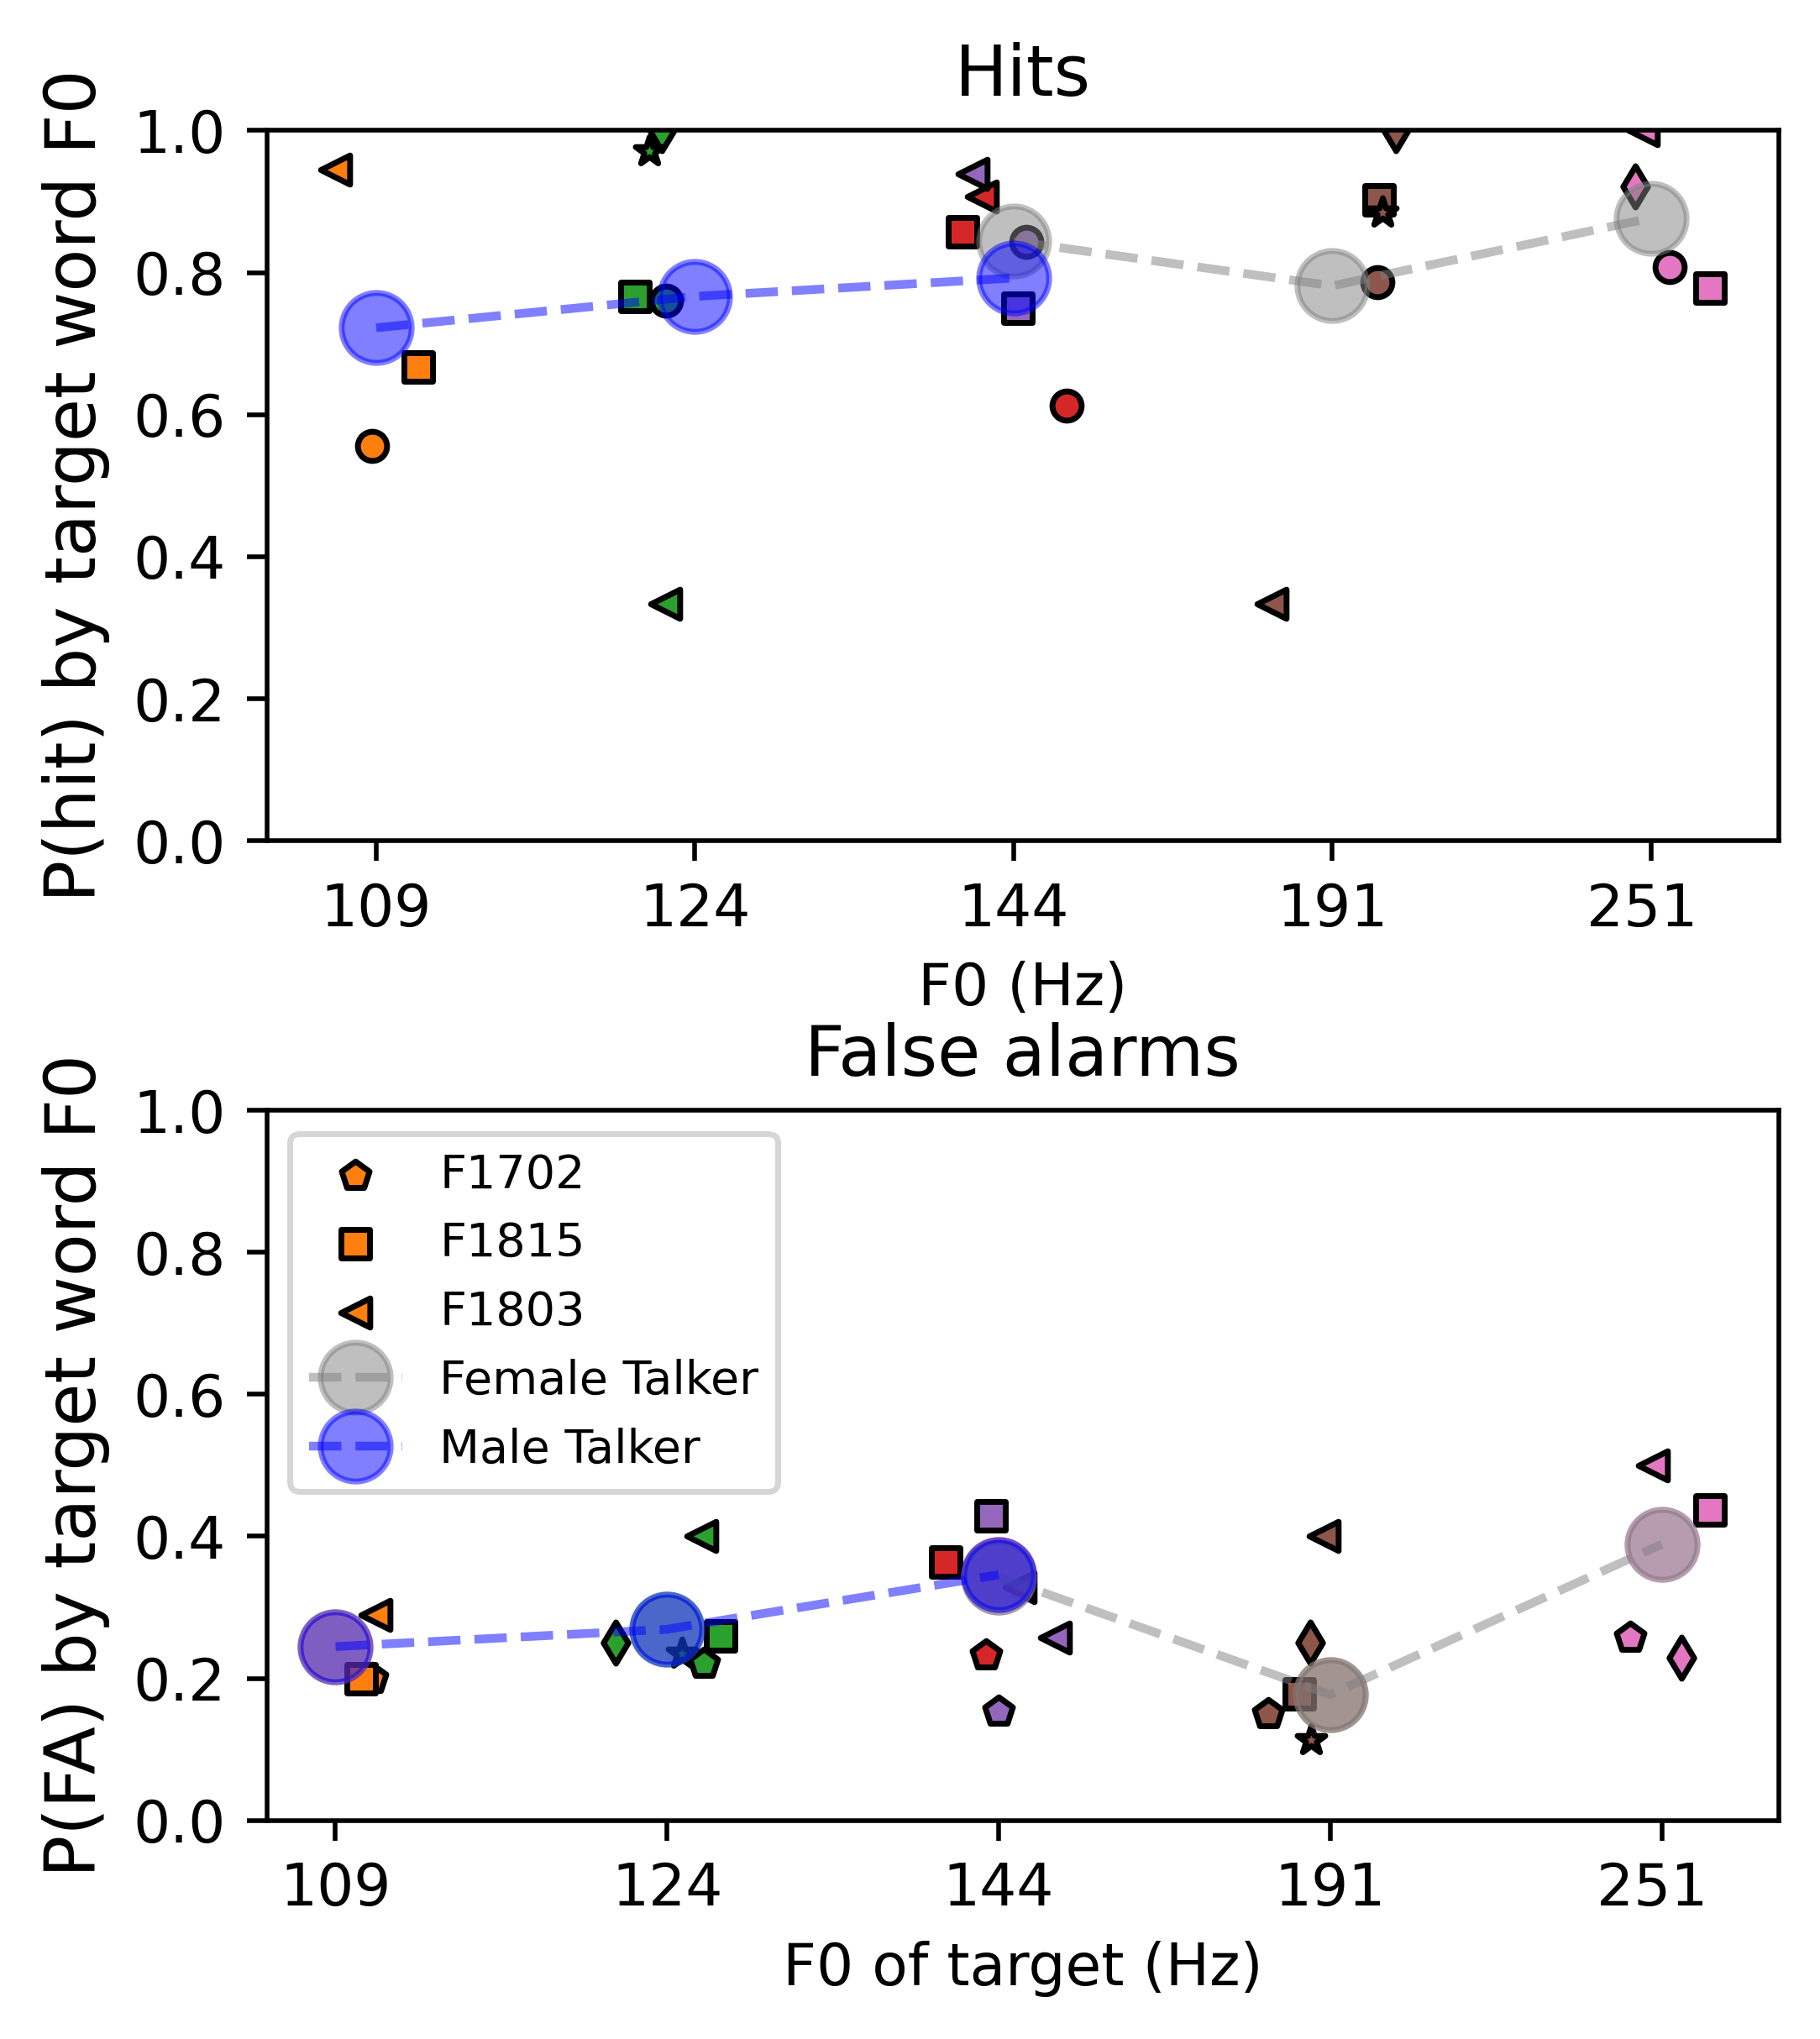 Hits
P(hit) by target word F0
1.0
0.8
0.6
0.4
0.2
0.0
109 124 144 191 251
F0 (Hz)
False alarms
P(FA) by target word F0
1.0
0.8
0.6
0.4
0.2
0.0
F1702
F1815
F1803
Female Talker
Male Talker
109 124 144 191 251
F0 of target (Hz)